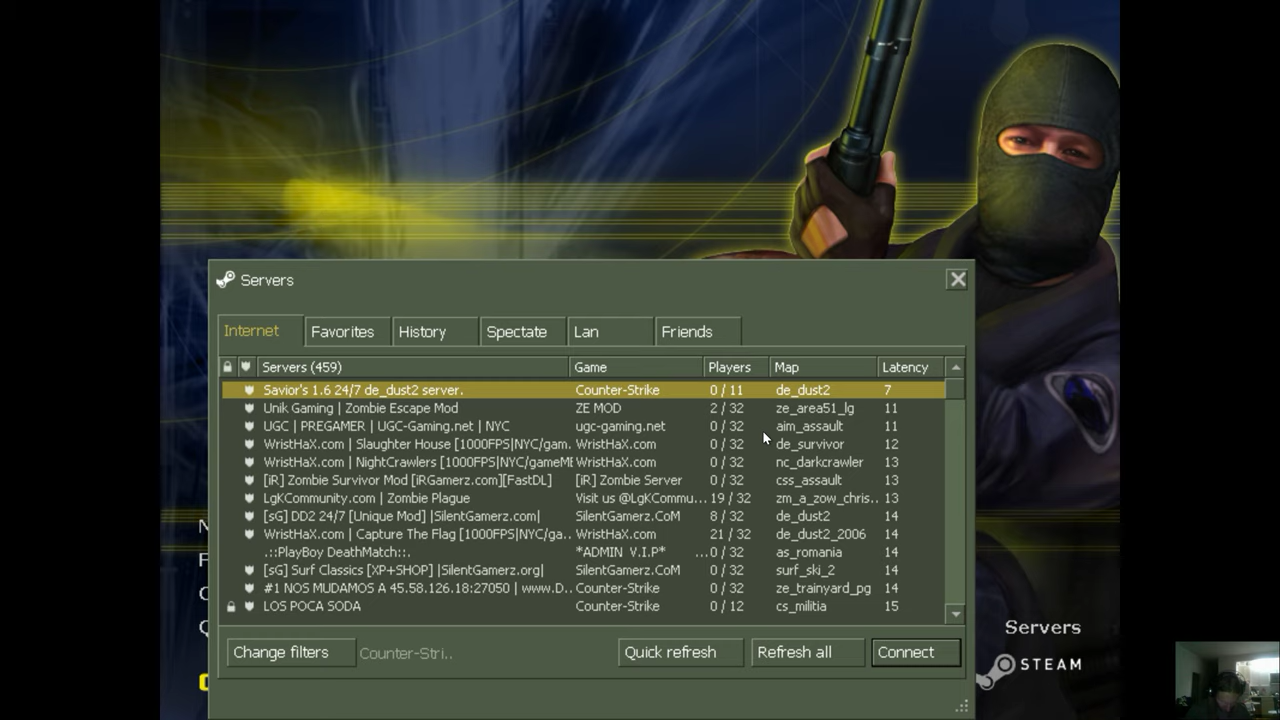 Servers
Internet Favorites History Spectate Lan Friends
Servers (459) Game Players Map Latency
Savior's 1.6 24/7 de_dust2 server. Counter-Strike 0 / 11 de_dust2 7
Unik Gaming | Zombie Escape Mod ZE MOD 2 / 32 ze_area51_lg 11
UGC | PREGAMER | UGC-Gaming.net | NYC ugc-gaming.net 0 / 32 aim_assault 11
WristHaX.com | Slaughter House [1000FPS|NYC/gam.. WristHaX.com 0 / 32 de_survivor 12
WristHaX.com | NightCrawlers [1000FPS|NYC/gameME WristHaX.com 0 / 32 nc_darkcrawler 13
[iR] Zombie Survivor Mod [iRGamerz.com][FastDL] [iR] Zombie Server 0 / 32 css_assault 13
LgKCommunity.com | Zombie Plague Visit us @LgKCommu... 19 / 32 zm_a_zow_chris.. 13
[sG] DD2 24/7 [Unique Mod] |SilentGamerz.com| SilentGamerz.CoM 8 / 32 de_dust2 14
WristHaX.com | Capture The Flag [1000FPS|NYC/ga.. WristHaX.com 21 / 32 de_dust2_2006 14
.::PlayBoy DeathMatch::. *ADMIN V.I.P* ...0 / 32 as_romania 14
[sG] Surf Classics [XP+SHOP] |SilentGamerz.org| SilentGamerz.CoM 0 / 32 surf_ski_2 14
#1 NOS MUDAMOS A 45.58.126.18:27050 | www.D.. Counter-Strike 0 / 32 ze_trainyard_pg 14
LOS POCA SODA Counter-Strike 0 / 12 cs_militia 15
Change filters Counter-Stri.. Quick refresh Refresh all Connect
Servers
STEAM